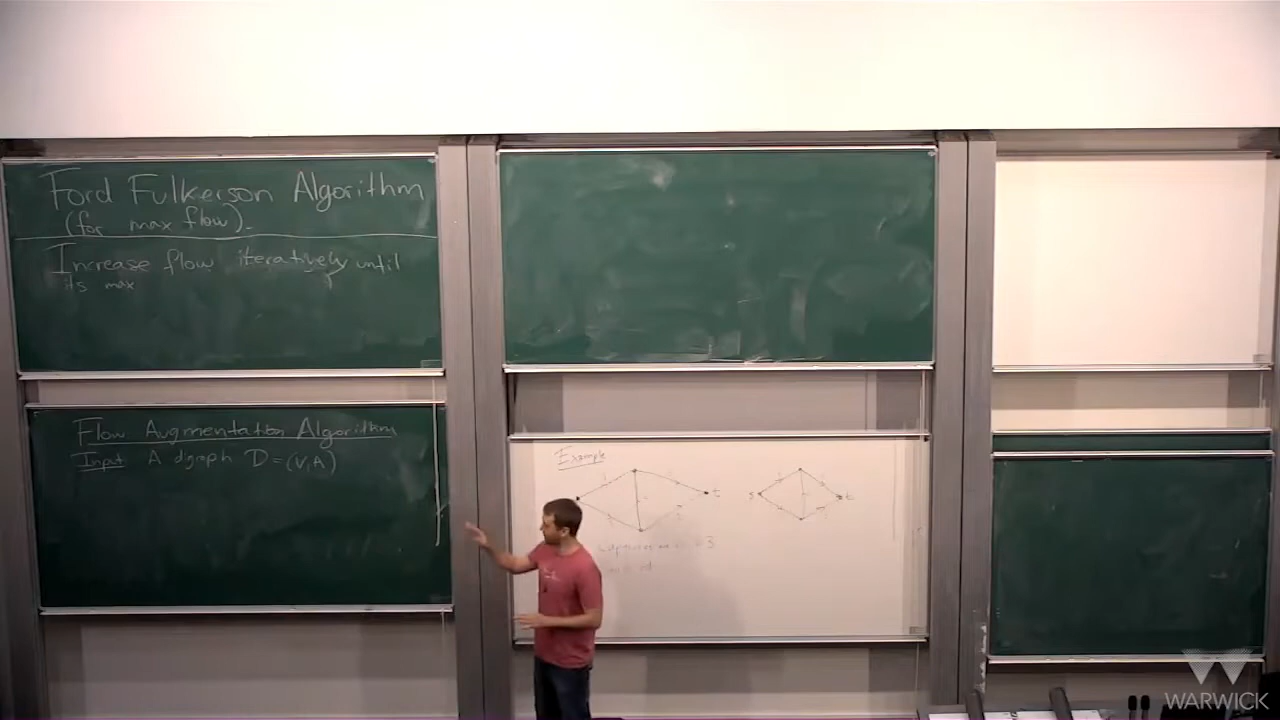 Ford Fulkerson Algorithm
(for max flow).
Increase flow iteratively until
its max
Flow Augmentation Algorithm
Input A digraph D=(V,A)
Example
t
s
t
3
WARWICK